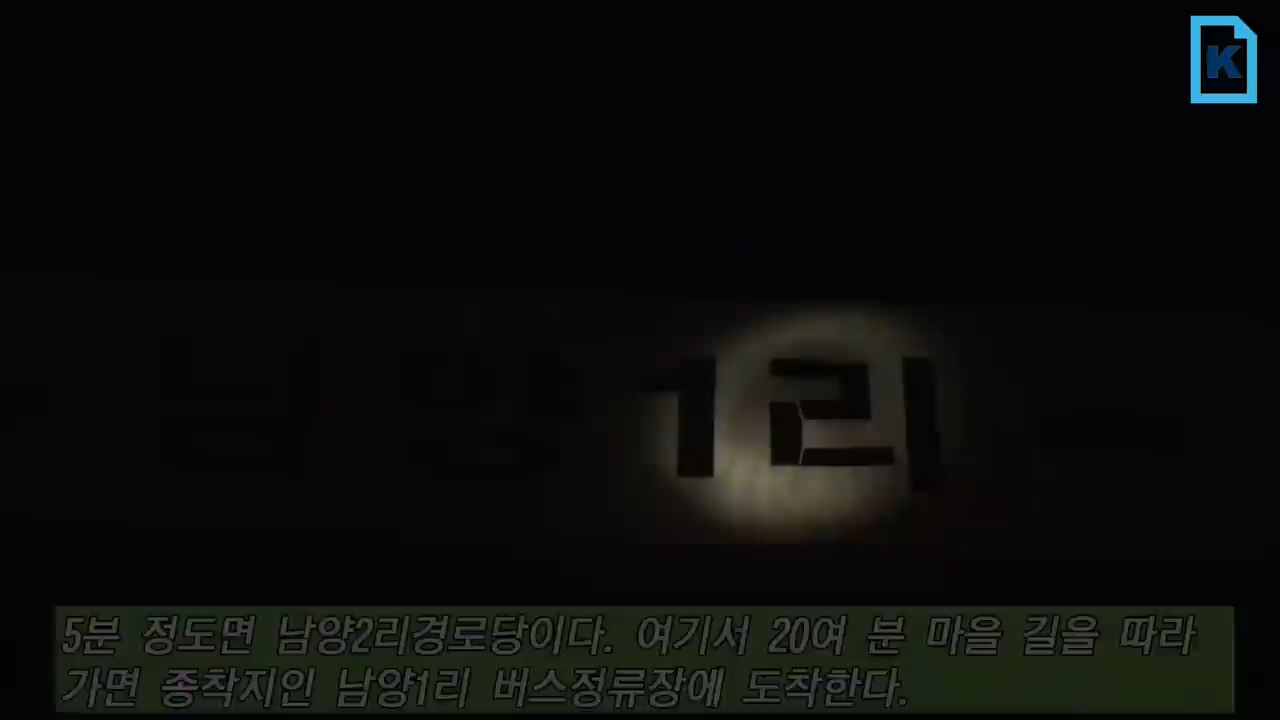 K
남양1리
5분 정도면 남양2리경로당이다. 여기서 20여 분 마을 길을 따라
가면 종착지인 남양1리 버스정류장에 도착한다.